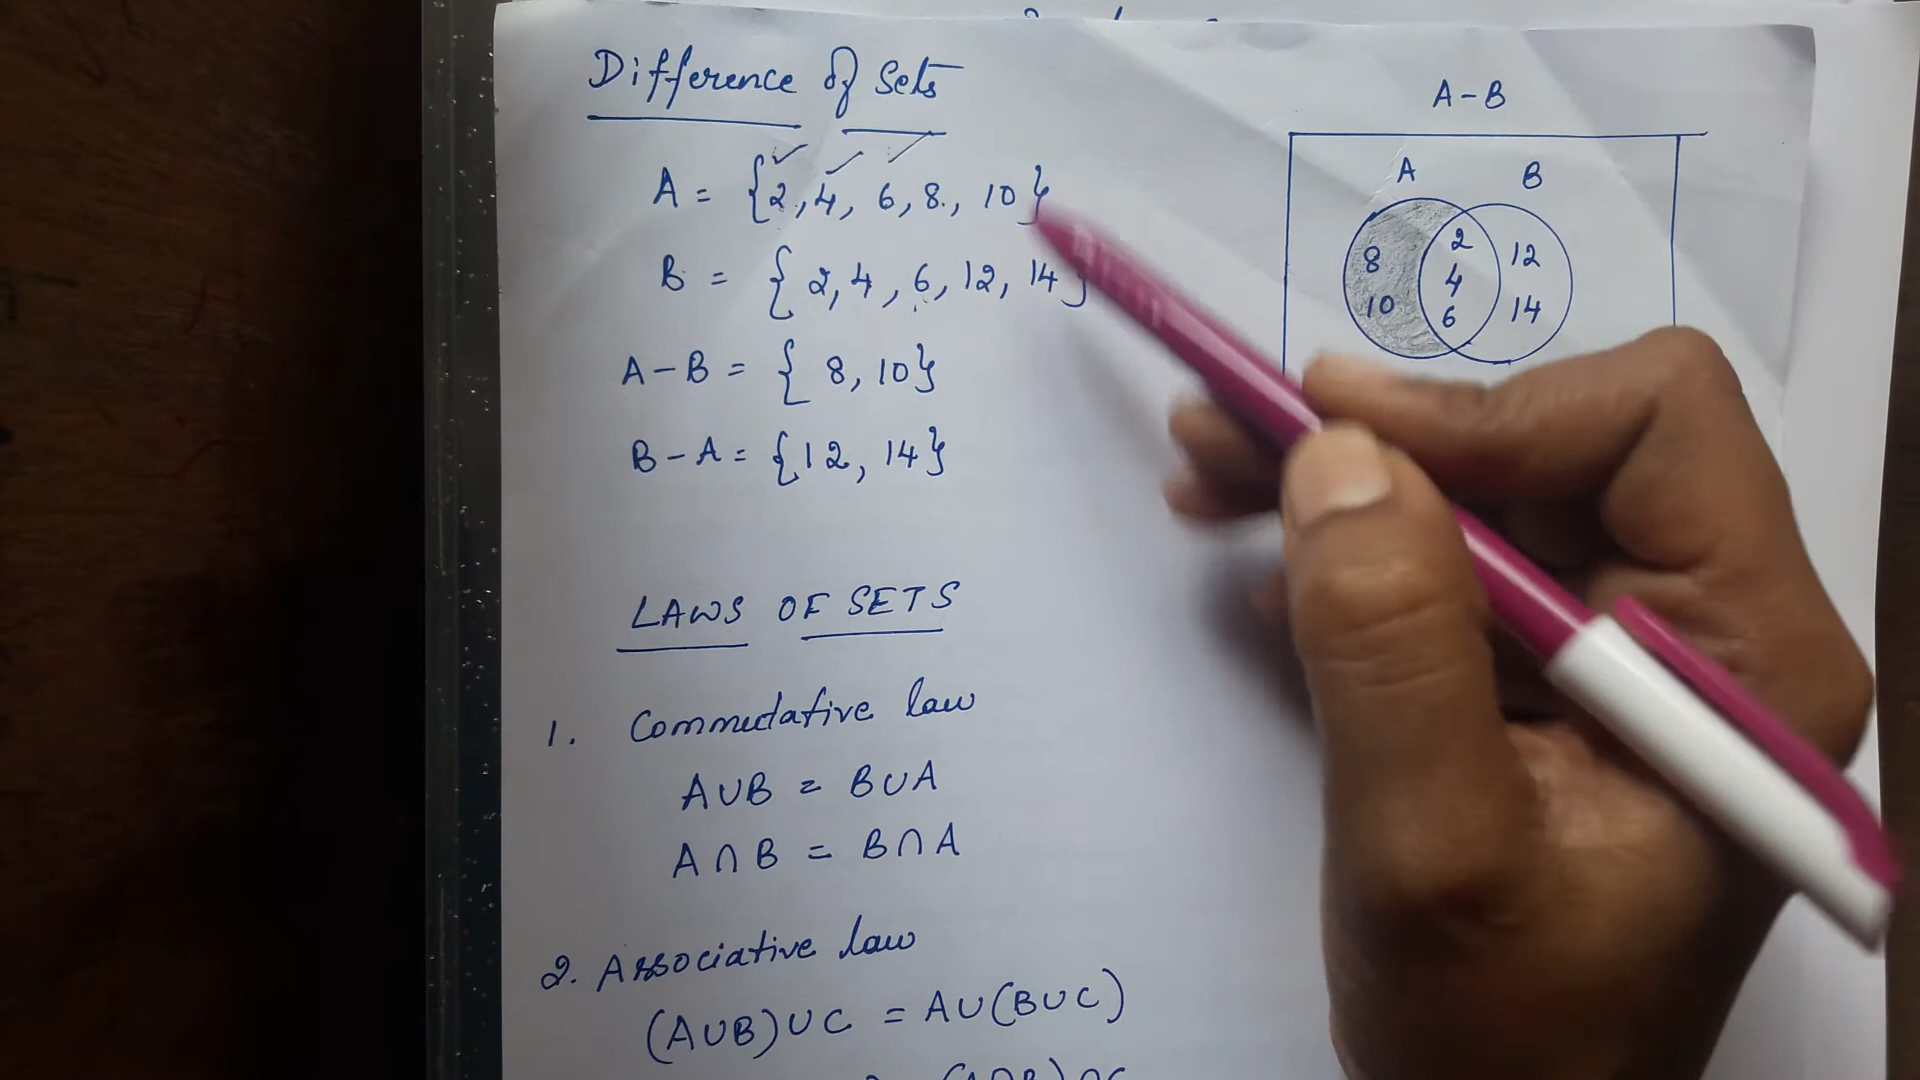 Difference of Sets
A = {2, 4, 6, 8, 10}
B = {2, 4, 6, 12, 14}
A-B = {8, 10}
B-A = {12, 14}
A-B
A B
8 2 12
10 4 14
6
LAWS OF SETS
1. Commutative law
A∪B = B∪A
A∩B = B∩A
2. Associative law
(A∪B)∪C = A∪(B∪C)